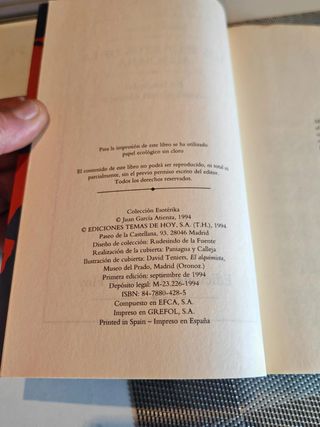 Para la impresión de este libro se ha utilizado
papel ecológico sin cloro
El contenido de este libro no podrá ser reproducido, ni total ni
parcialmente, sin el previo permiso escrito del editor.
Todos los derechos reservados.
Colección Esotérika
© Juan García Atienza, 1994
© EDICIONES TEMAS DE HOY, S.A. (T.H.), 1994
Paseo de la Castellana, 93. 28046 Madrid
Diseño de colección: Rudesindo de la Fuente
Realización de cubierta: Paniagua y Calleja
Ilustración de cubierta: David Teniers, El alquimista,
Museo del Prado, Madrid (Oronoz.)
Primera edición: septiembre de 1994
Depósito legal: M-23.226-1994
ISBN: 84-7880-428-5
Compuesto en EFCA, S.A.
Impreso en GREFOL, S.A.
Printed in Spain - Impreso en España